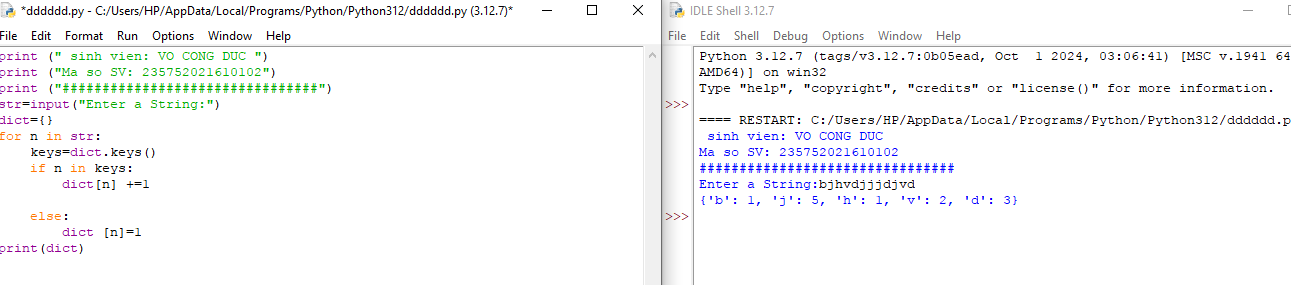 *dddddd.py - C:/Users/HP/AppData/Local/Programs/Python/Python312/dddddd.py (3.12.7)*
File Edit Format Run Options Window Help
print (" sinh vien: VO CONG DUC ")
print ("Ma so SV: 235752021610102")
print ("################################")
str=input("Enter a String:")
dict={}
for n in str:
    keys=dict.keys()
    if n in keys:
        dict[n] +=1
    else:
        dict [n]=1
print(dict)
IDLE Shell 3.12.7
File Edit Shell Debug Options Window Help
Python 3.12.7 (tags/v3.12.7:0b05ead, Oct  1 2024, 03:06:41) [MSC v.1941 64
AMD64)] on win32
Type "help", "copyright", "credits" or "license()" for more information.
>>>
==== RESTART: C:/Users/HP/AppData/Local/Programs/Python/Python312/dddddd.p
 sinh vien: VO CONG DUC
Ma so SV: 235752021610102
################################
Enter a String:bjhvdjjjdjvd
{'b': 1, 'j': 5, 'h': 1, 'v': 2, 'd': 3}
>>>